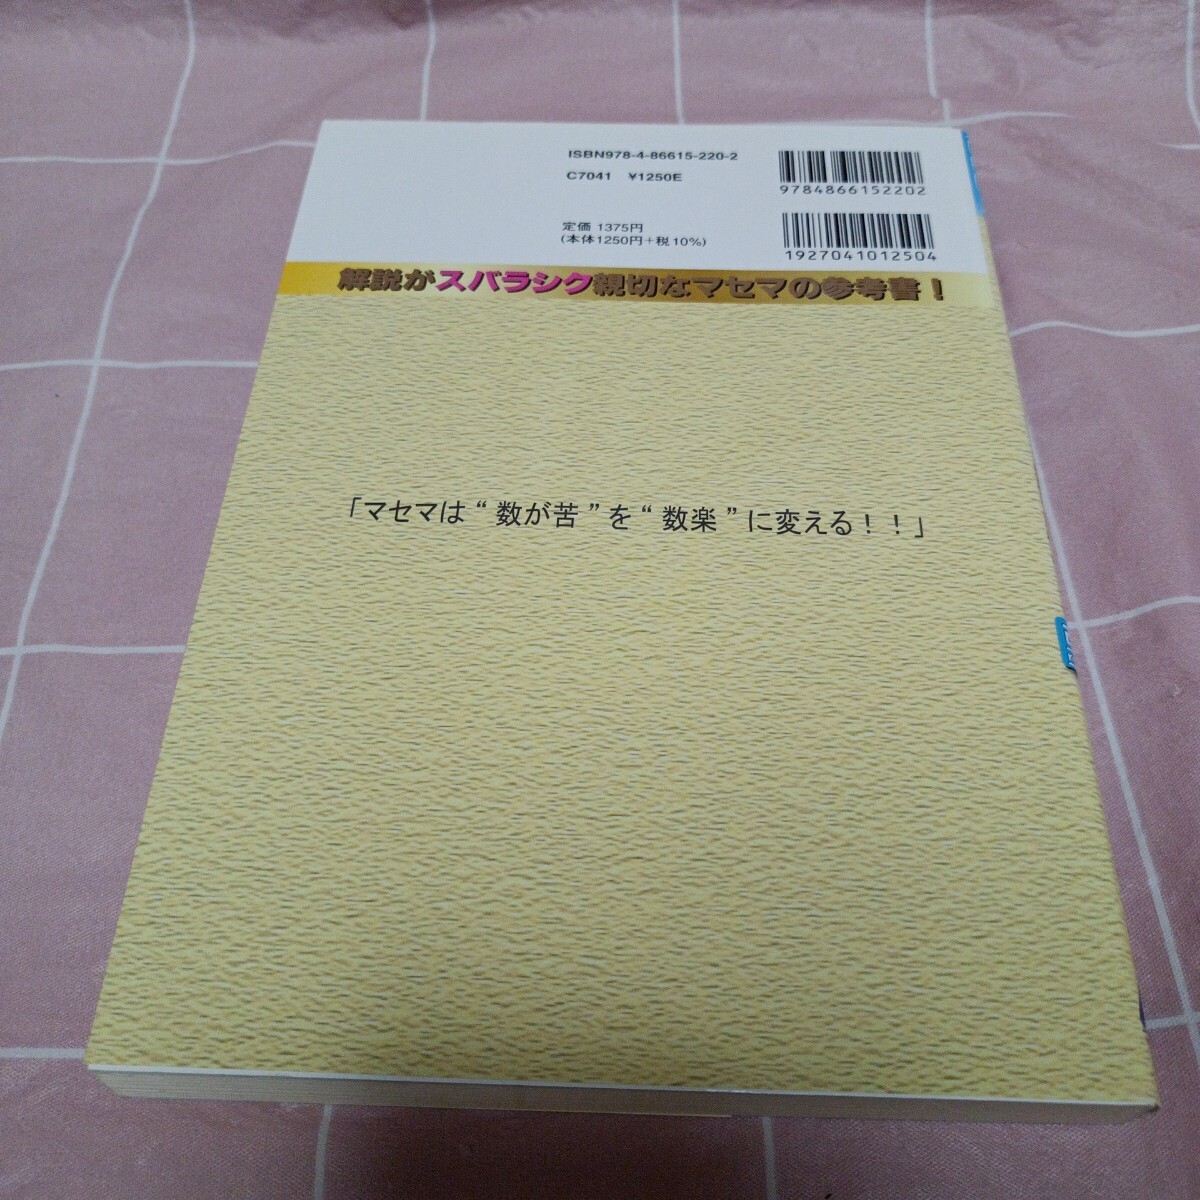 ISBN978-4-86615-220-2
C7041 ¥1250E
9784866152202
定価 1375円
(本体1250円+税10%)
1927041012504
解説がスバラシク親切なマセマの参考書！
「マセマは“数が苦”を“数楽”に変える！！」